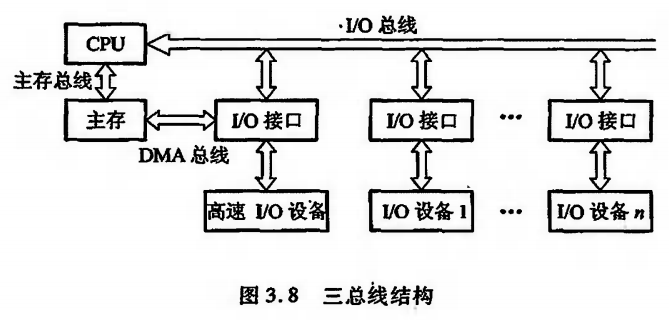 I/O 总线
CPU
主存总线
主存
I/O 接口
I/O 接口
···
I/O 接口
DMA 总线
高速 I/O 设备
I/O 设备 1
···
I/O 设备 n
图 3.8 三总线结构